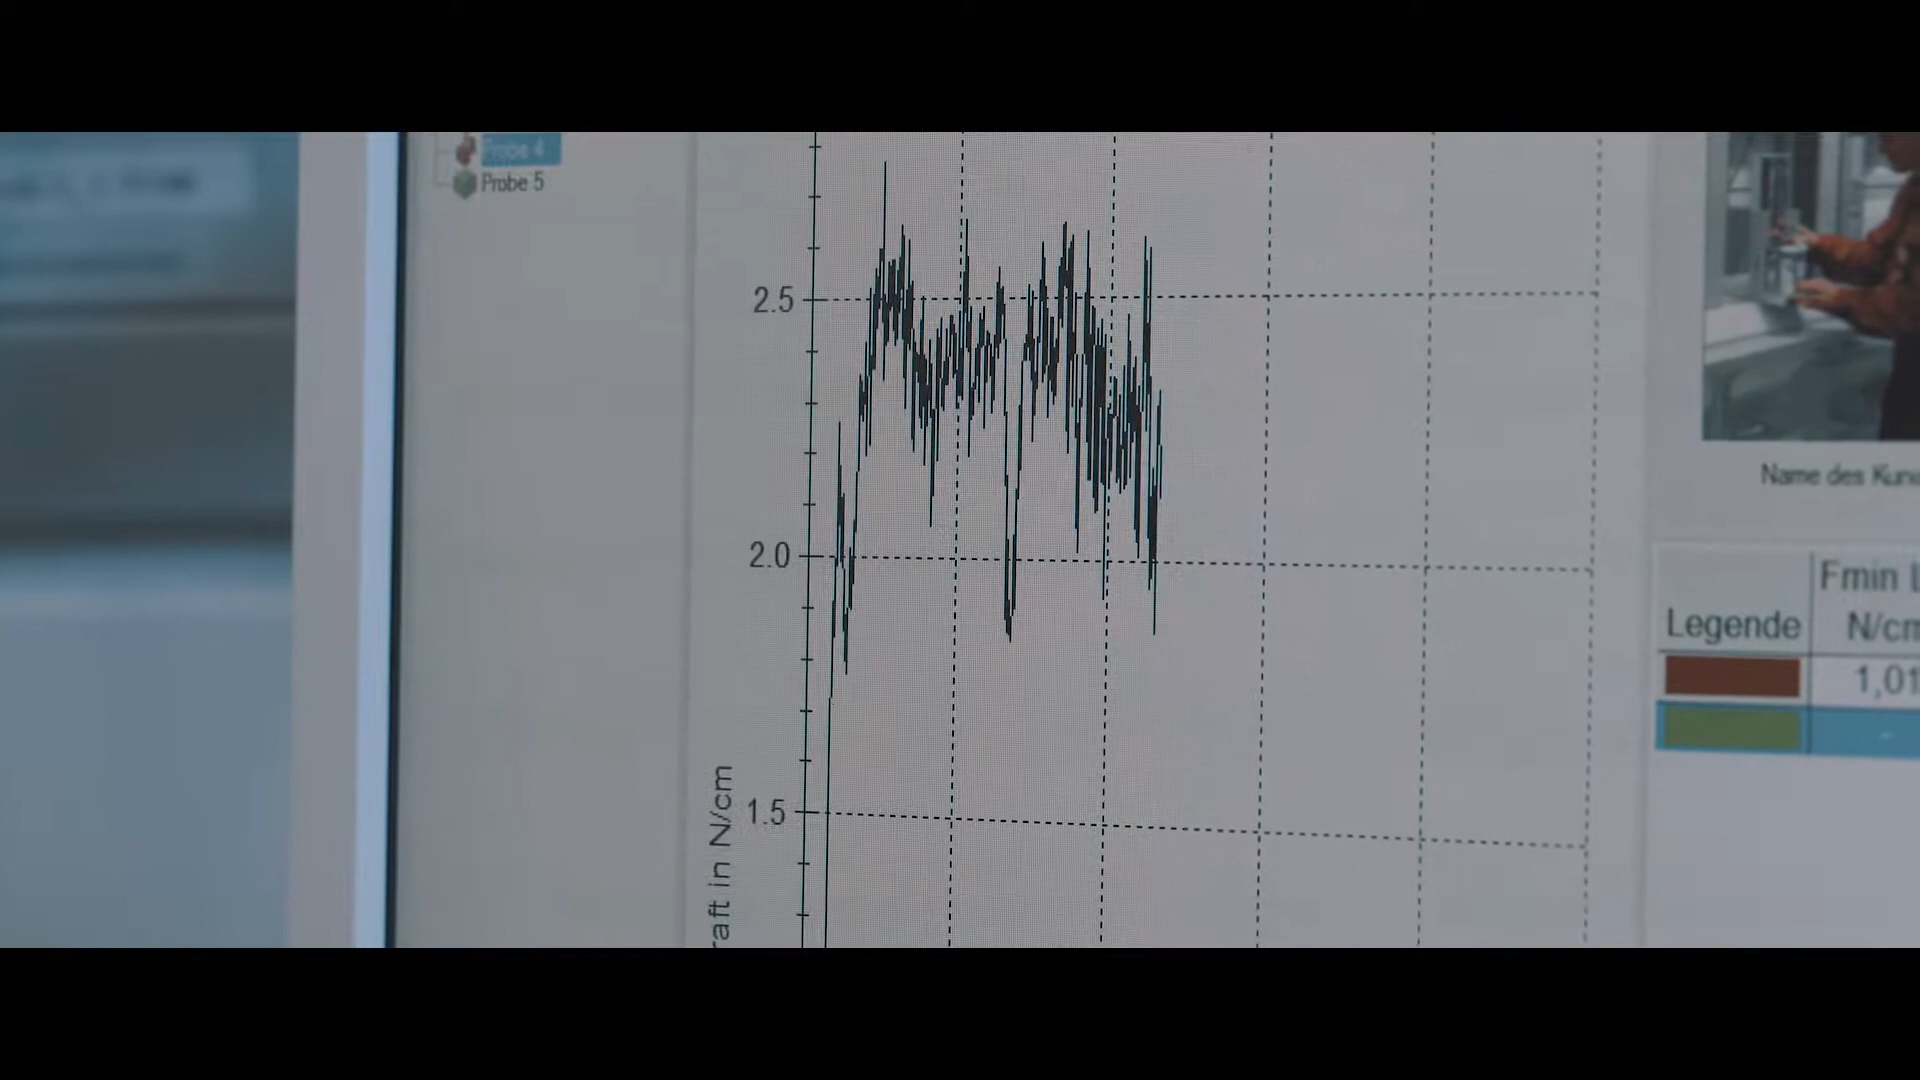 Probe 4
Probe 5
2.5
2.0
1.5
raft in N/cm
Name des Kun
Legende
Fmin L
N/cm
1,01
-